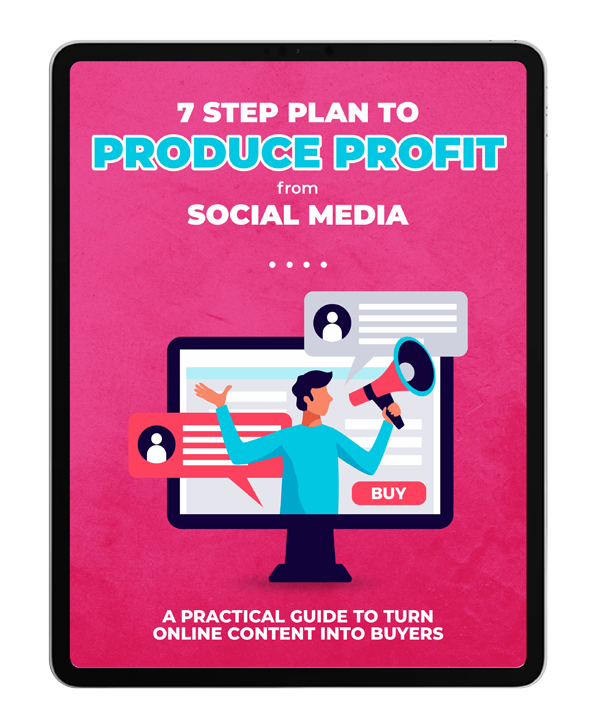 7 STEP PLAN TO
PRODUCE PROFIT
from
SOCIAL MEDIA
BUY
A PRACTICAL GUIDE TO TURN
ONLINE CONTENT INTO BUYERS